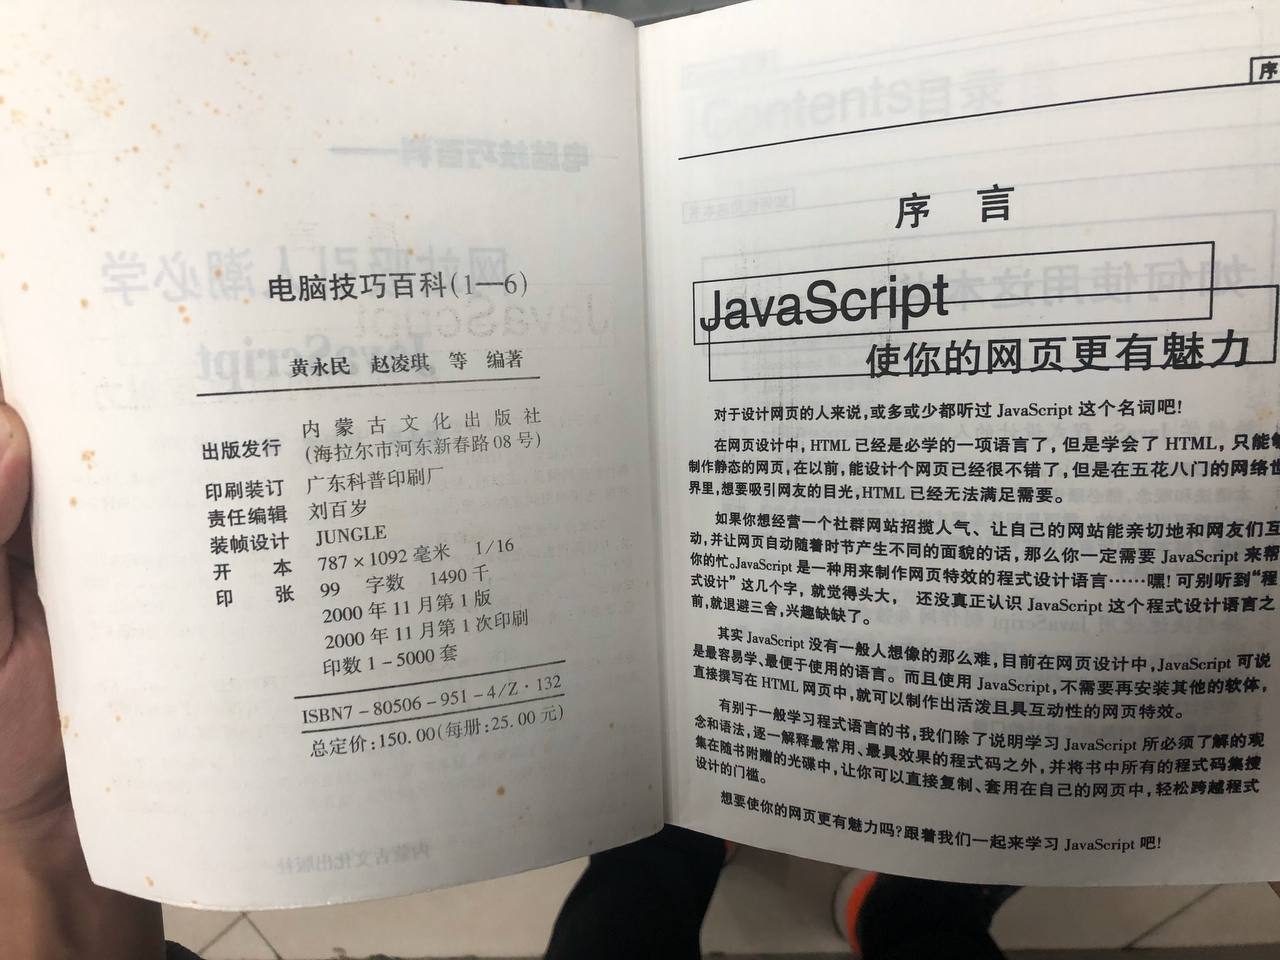 电脑技巧百科(1—6)
黄永民 赵凌琪 等 编著
出版发行 内蒙古文化出版社
(海拉尔市河东新春路08号)
印刷装订 广东科普印刷厂
责任编辑 刘百岁
装帧设计 JUNGLE
开 本 787×1092毫米 1/16
印 张 99 字数 1490千
2000年11月第1版
2000年11月第1次印刷
印数1-5000套
ISBN7-80506-951-4/Z·132
总定价:150.00(每册:25.00元)
序
序 言
JavaScript
使你的网页更有魅力
对于设计网页的人来说,或多或少都听过JavaScript这个名词吧!
在网页设计中,HTML已经是必学的一项语言了,但是学会了HTML,只能够
制作静态的网页,在以前,能设计个网页已经很不错了,但是在五花八门的网络世
界里,想要吸引网友的目光,HTML已经无法满足需要。
如果你想经营一个社群网站招揽人气、让自己的网站能亲切地和网友们互
动,并让网页自动随着时节产生不同的面貌的话,那么你一定需要JavaScript来帮
你的忙。JavaScript是一种用来制作网页特效的程式设计语言……嘿!可别听到“程
式设计”这几个字,就觉得头大, 还没真正认识JavaScript这个程式设计语言之
前,就退避三舍,兴趣缺缺了。
其实JavaScript没有一般人想像的那么难,目前在网页设计中,JavaScript可说
是最容易学、最便于使用的语言。而且使用JavaScript,不需要再安装其他的软体,
直接撰写在HTML网页中,就可以制作出活泼且具互动性的网页特效。
有别于一般学习程式语言的书,我们除了说明学习JavaScript所必须了解的观
念和语法,逐一解释最常用、最具效果的程式码之外,并将书中所有的程式码集搜
集在随书附赠的光碟中,让你可以直接复制、套用在自己的网页中,轻松跨越程式
设计的门槛。
想要使你的网页更有魅力吗?跟着我们一起来学习JavaScript吧!